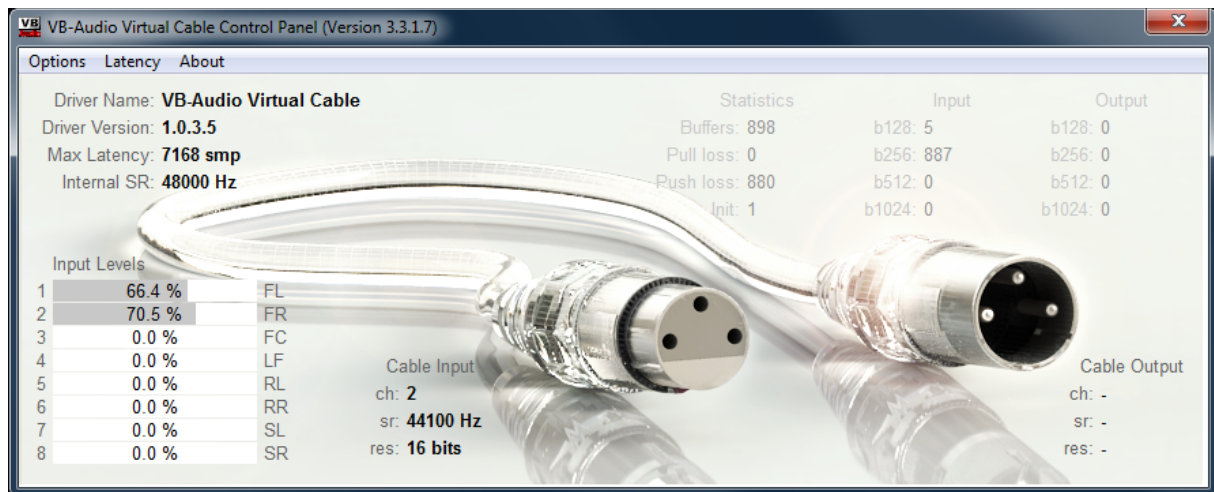 VB-Audio Virtual Cable Control Panel (Version 3.3.1.7)
Options Latency About
Driver Name: VB-Audio Virtual Cable
Driver Version: 1.0.3.5
Max Latency: 7168 smp
Internal SR: 48000 Hz
Statistics Input Output
Buffers: 898 b128: 5 b128: 0
Pull loss: 0 b256: 887 b256: 0
Push loss: 880 b512: 0 b512: 0
Init: 1 b1024: 0 b1024: 0
Input Levels
1 66.4 % FL
2 70.5 % FR
3 0.0 % FC
4 0.0 % LF
5 0.0 % RL
6 0.0 % RR
7 0.0 % SL
8 0.0 % SR
Cable Input
ch: 2
sr: 44100 Hz
res: 16 bits
Cable Output
ch: -
sr: -
res: -